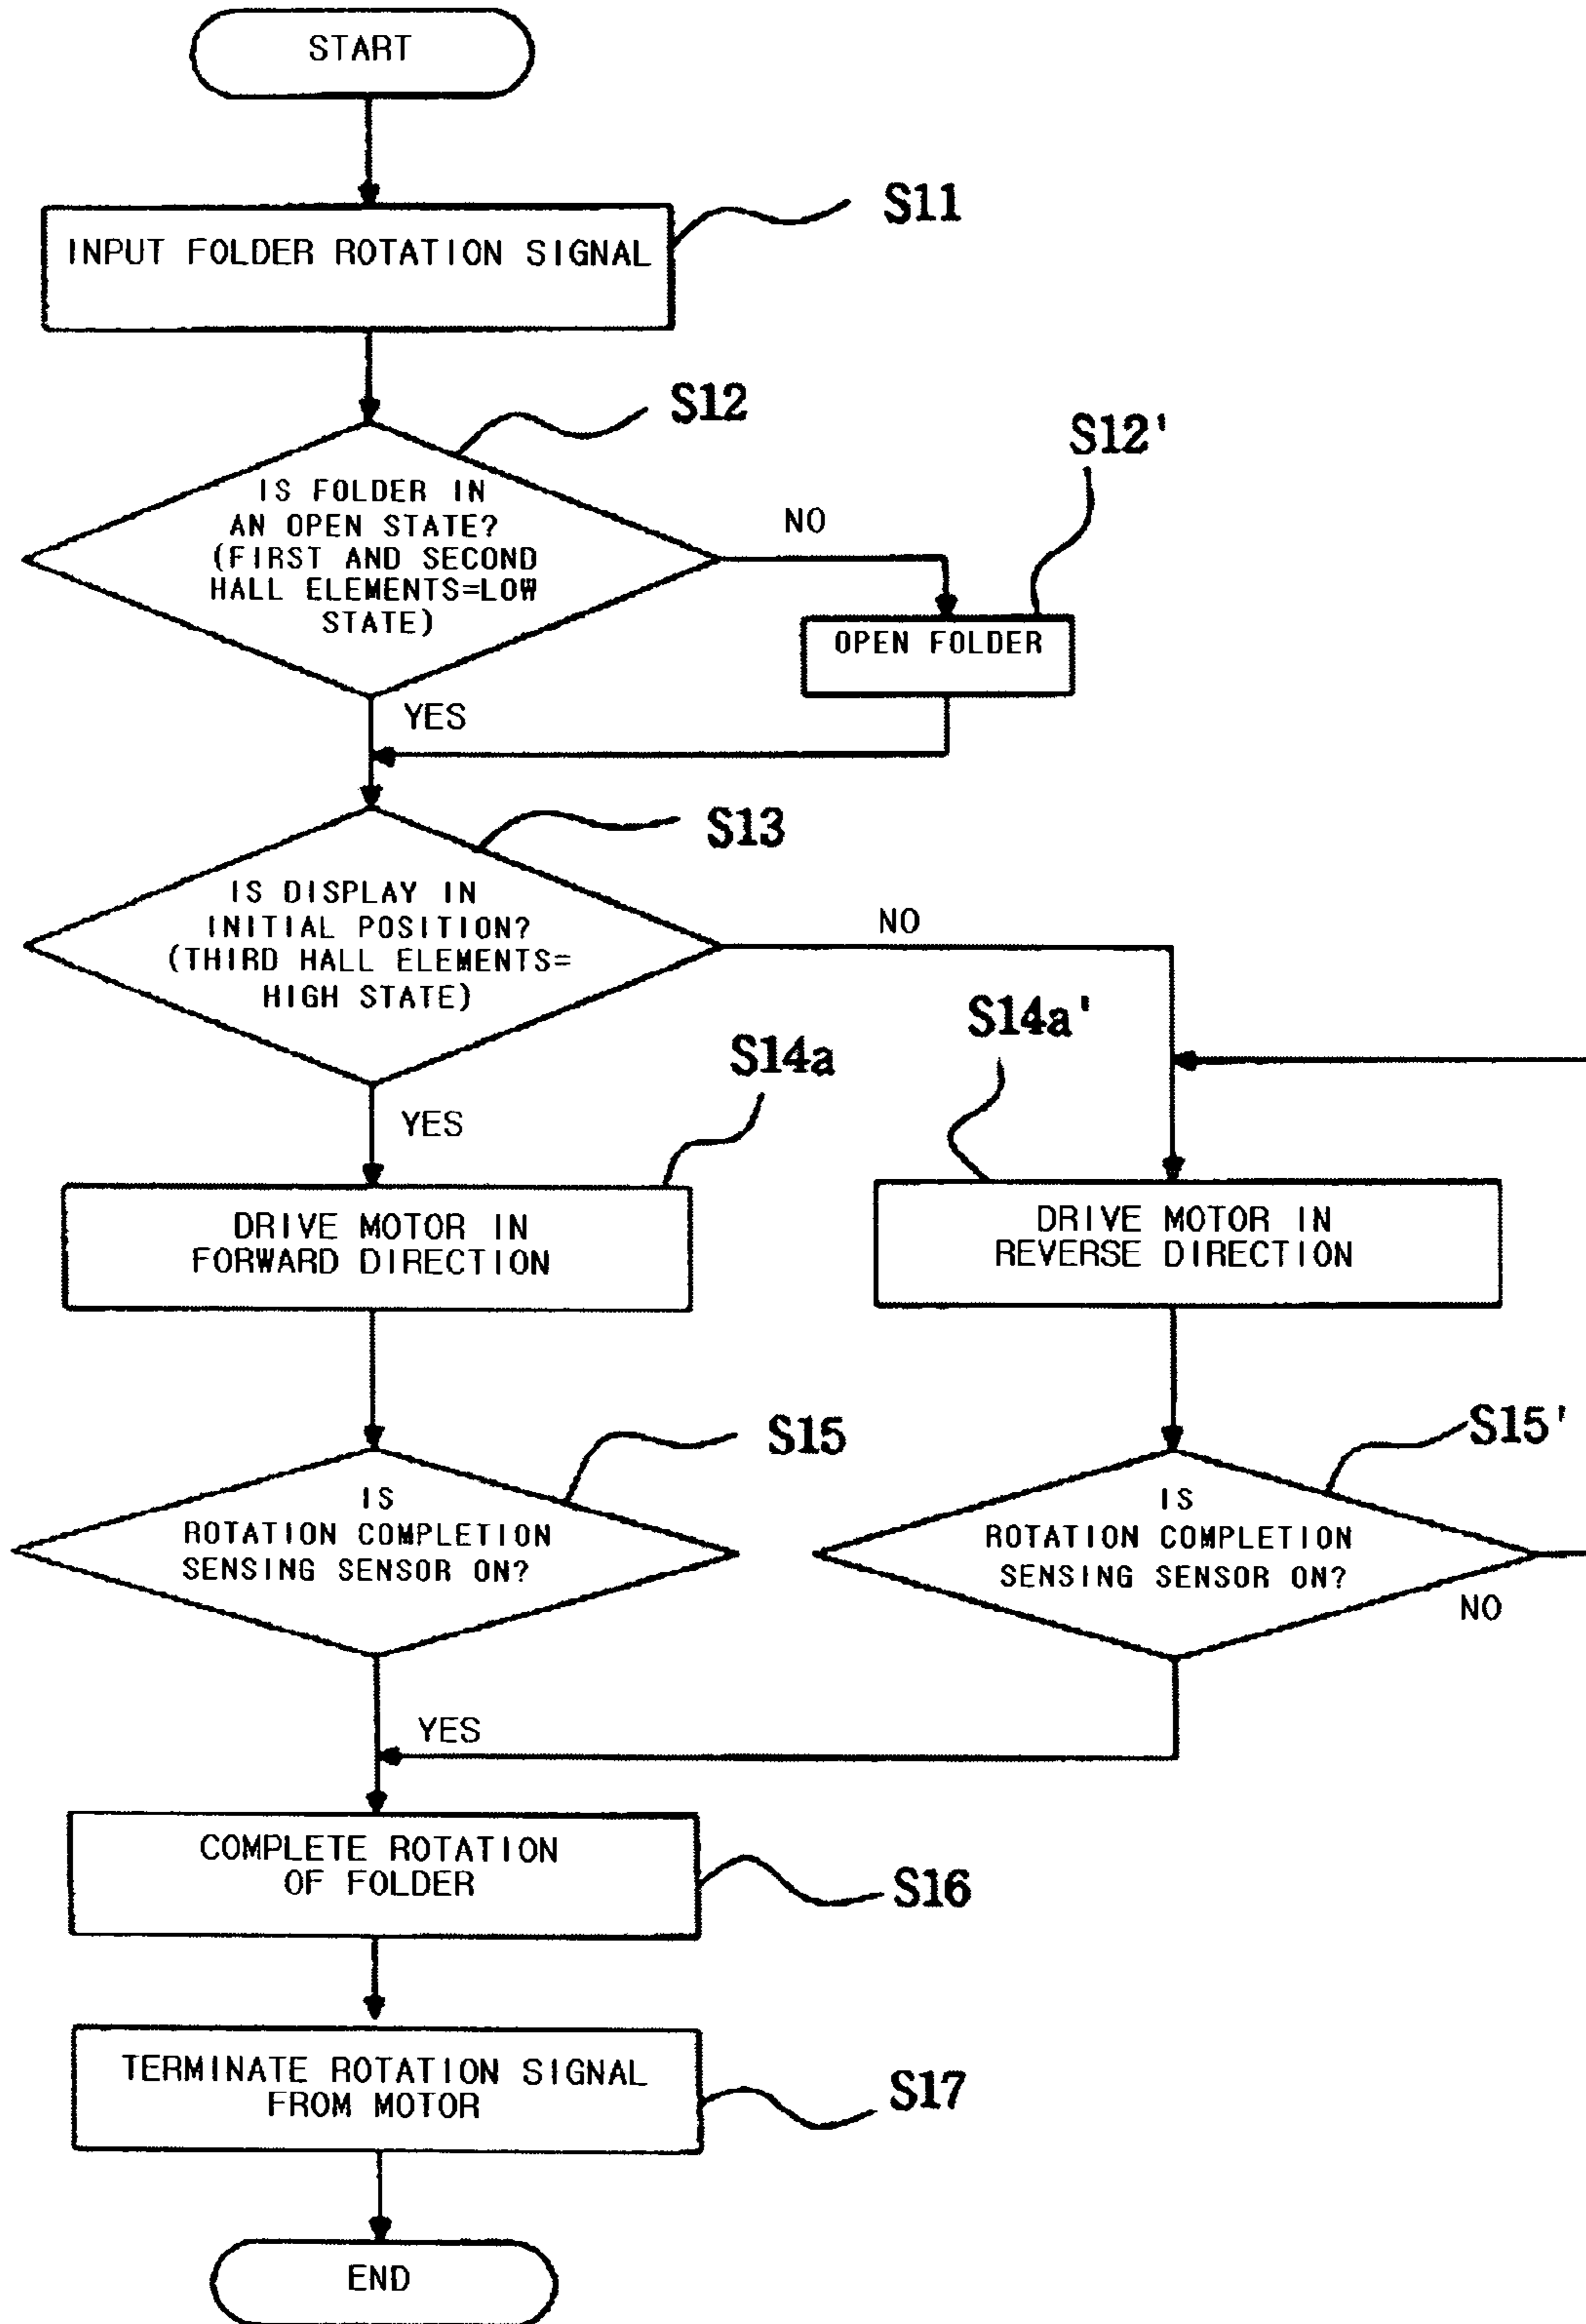 START
S11
INPUT FOLDER ROTATION SIGNAL
S12
S12'
IS FOLDER IN
AN OPEN STATE?
(FIRST AND SECOND
HALL ELEMENTS=LOW
STATE)
NO
OPEN FOLDER
YES
S13
IS DISPLAY IN
INITIAL POSITION?
(THIRD HALL ELEMENTS=
HIGH STATE)
NO
S14a'
S14a
YES
DRIVE MOTOR IN
FORWARD DIRECTION
DRIVE MOTOR IN
REVERSE DIRECTION
S15
S15'
IS
ROTATION COMPLETION
SENSING SENSOR ON?
IS
ROTATION COMPLETION
SENSING SENSOR ON?
NO
YES
COMPLETE ROTATION
OF FOLDER
S16
TERMINATE ROTATION SIGNAL
FROM MOTOR
S17
END